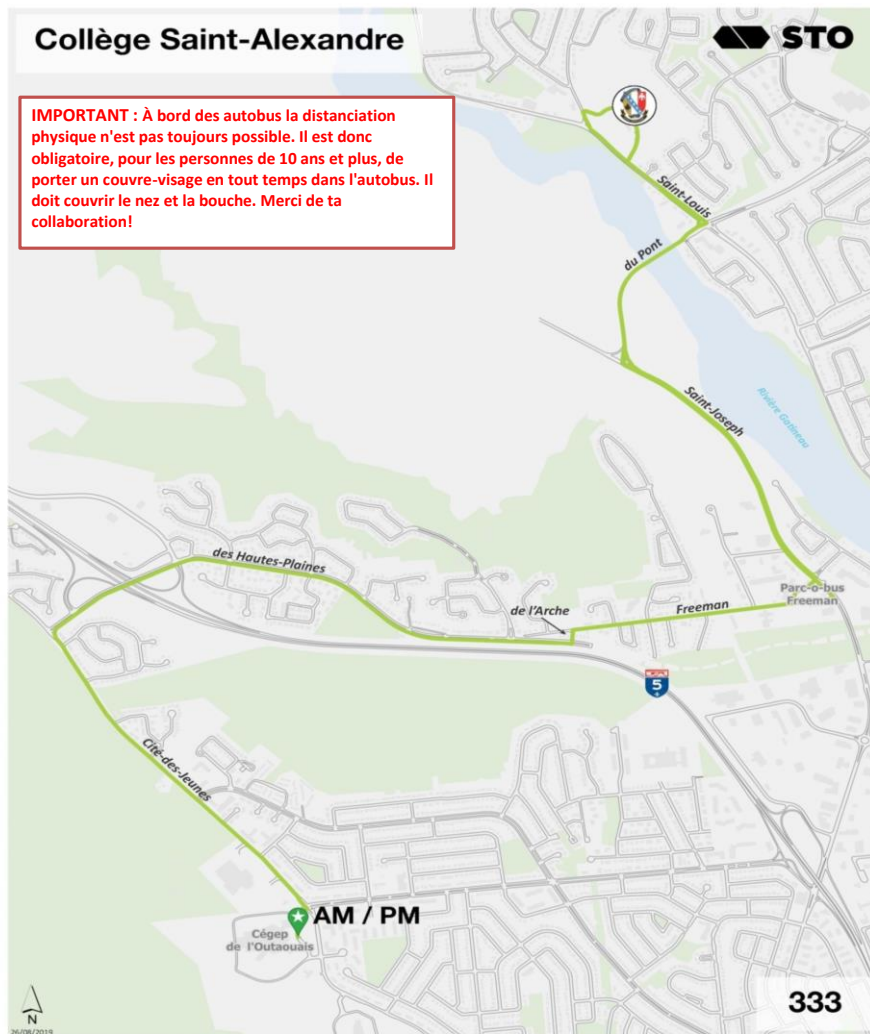 Collège Saint-Alexandre
STO
IMPORTANT : À bord des autobus la distanciation
physique n'est pas toujours possible. Il est donc
obligatoire, pour les personnes de 10 ans et plus, de
porter un couvre-visage en tout temps dans l'autobus. Il
doit couvrir le nez et la bouche. Merci de ta
collaboration!
Saint-Louis
du Pont
Saint-Joseph
Rivière Gatineau
des Hautes-Plaines
de l'Arche
Freeman
Parc-o-bus
Freeman
5
Cité-des-Jeunes
AM / PM
Cégep
de l'Outaouais
333
N
26/08/2019